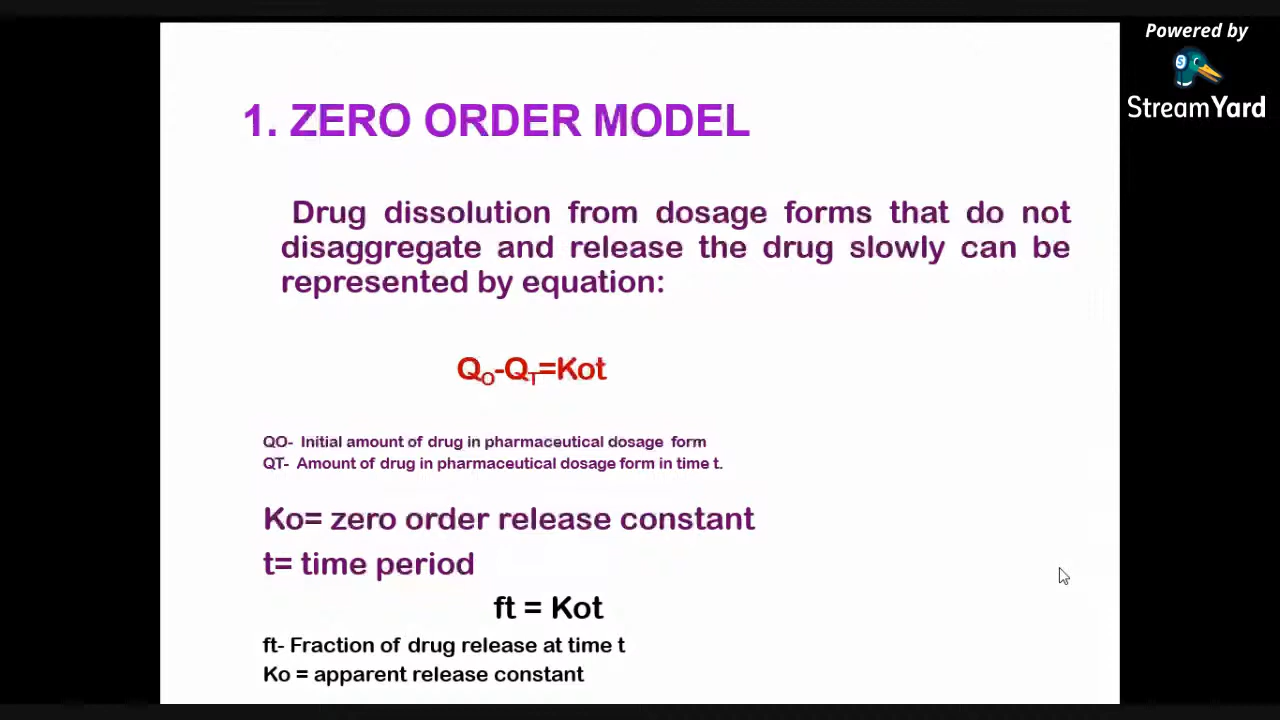 Powered by
StreamYard
1. ZERO ORDER MODEL
Drug dissolution from dosage forms that do not
disaggregate and release the drug slowly can be
represented by equation:
QO-QT=Kot
QO- Initial amount of drug in pharmaceutical dosage form
QT- Amount of drug in pharmaceutical dosage form in time t.
Ko= zero order release constant
t= time period
ft = Kot
ft- Fraction of drug release at time t
Ko = apparent release constant